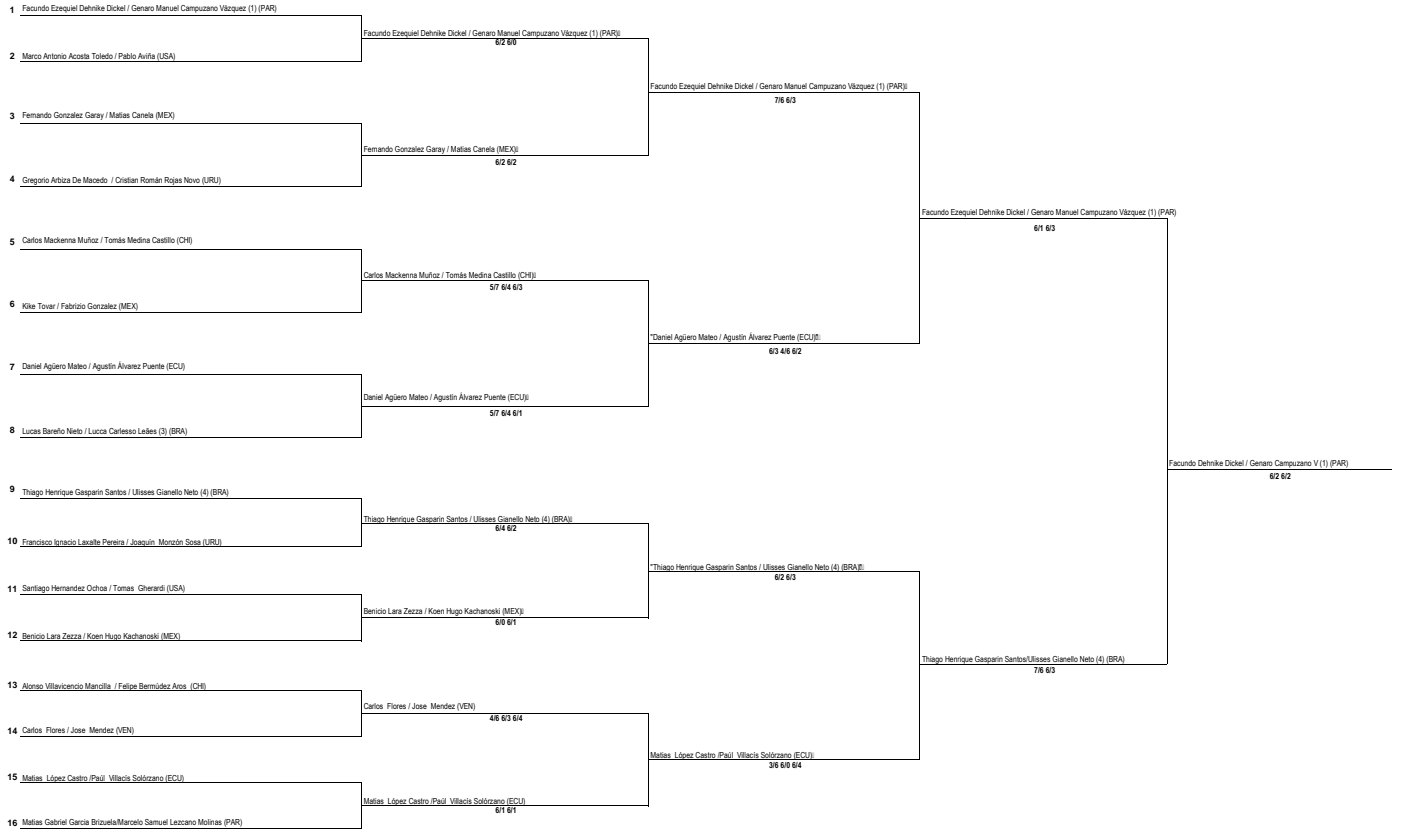 1 Facundo Ezequiel Dehnike Dickel / Genaro Manuel Campuzano Vázquez (1) (PAR)
Facundo Ezequiel Dehnike Dickel / Genaro Manuel Campuzano Vázquez (1) (PAR)
6/2 6/0
2 Marco Antonio Acosta Toledo / Pablo Aviña (USA)
Facundo Ezequiel Dehnike Dickel / Genaro Manuel Campuzano Vázquez (1) (PAR)
7/6 6/3
3 Fernando Gonzalez Garay / Matias Canela (MEX)
Fernando Gonzalez Garay / Matias Canela (MEX)
6/2 6/2
4 Gregorio Arbiza De Macedo / Cristian Román Rojas Novo (URU)
Facundo Ezequiel Dehnike Dickel / Genaro Manuel Campuzano Vázquez (1) (PAR)
6/1 6/3
5 Carlos Mackenna Muñoz / Tomás Medina Castillo (CHI)
Carlos Mackenna Muñoz / Tomás Medina Castillo (CHI)
5/7 6/4 6/3
6 Kike Tovar / Fabrizio Gonzalez (MEX)
"Daniel Agüero Mateo / Agustín Álvarez Puente (ECU)
6/3 4/6 6/2
7 Daniel Agüero Mateo / Agustín Álvarez Puente (ECU)
Daniel Agüero Mateo / Agustín Álvarez Puente (ECU)
5/7 6/4 6/1
8 Lucas Bareño Nieto / Lucca Carlesso Leães (3) (BRA)
Facundo Dehnike Dickel / Genaro Campuzano V (1) (PAR)
6/2 6/2
9 Thiago Henrique Gasparin Santos / Ulisses Gianello Neto (4) (BRA)
Thiago Henrique Gasparin Santos / Ulisses Gianello Neto (4) (BRA)
6/4 6/2
10 Francisco Ignacio Laxalte Pereira / Joaquín Monzón Sosa (URU)
"Thiago Henrique Gasparin Santos / Ulisses Gianello Neto (4) (BRA)
6/2 6/3
11 Santiago Hernandez Ochoa / Tomas Gherardi (USA)
Benicio Lara Zezza / Koen Hugo Kachanoski (MEX)
6/0 6/1
12 Benicio Lara Zezza / Koen Hugo Kachanoski (MEX)
Thiago Henrique Gasparin Santos/Ulisses Gianello Neto (4) (BRA)
7/6 6/3
13 Alonso Villavicencio Mancilla / Felipe Bermúdez Aros (CHI)
Carlos Flores / Jose Mendez (VEN)
4/6 6/3 6/4
14 Carlos Flores / Jose Mendez (VEN)
Matias López Castro /Paúl Villacís Solórzano (ECU)
3/6 6/0 6/4
15 Matias López Castro /Paúl Villacís Solórzano (ECU)
Matias López Castro /Paúl Villacís Solórzano (ECU)
6/1 6/1
16 Matias Gabriel Garcia Brizuela/Marcelo Samuel Lezcano Molinas (PAR)